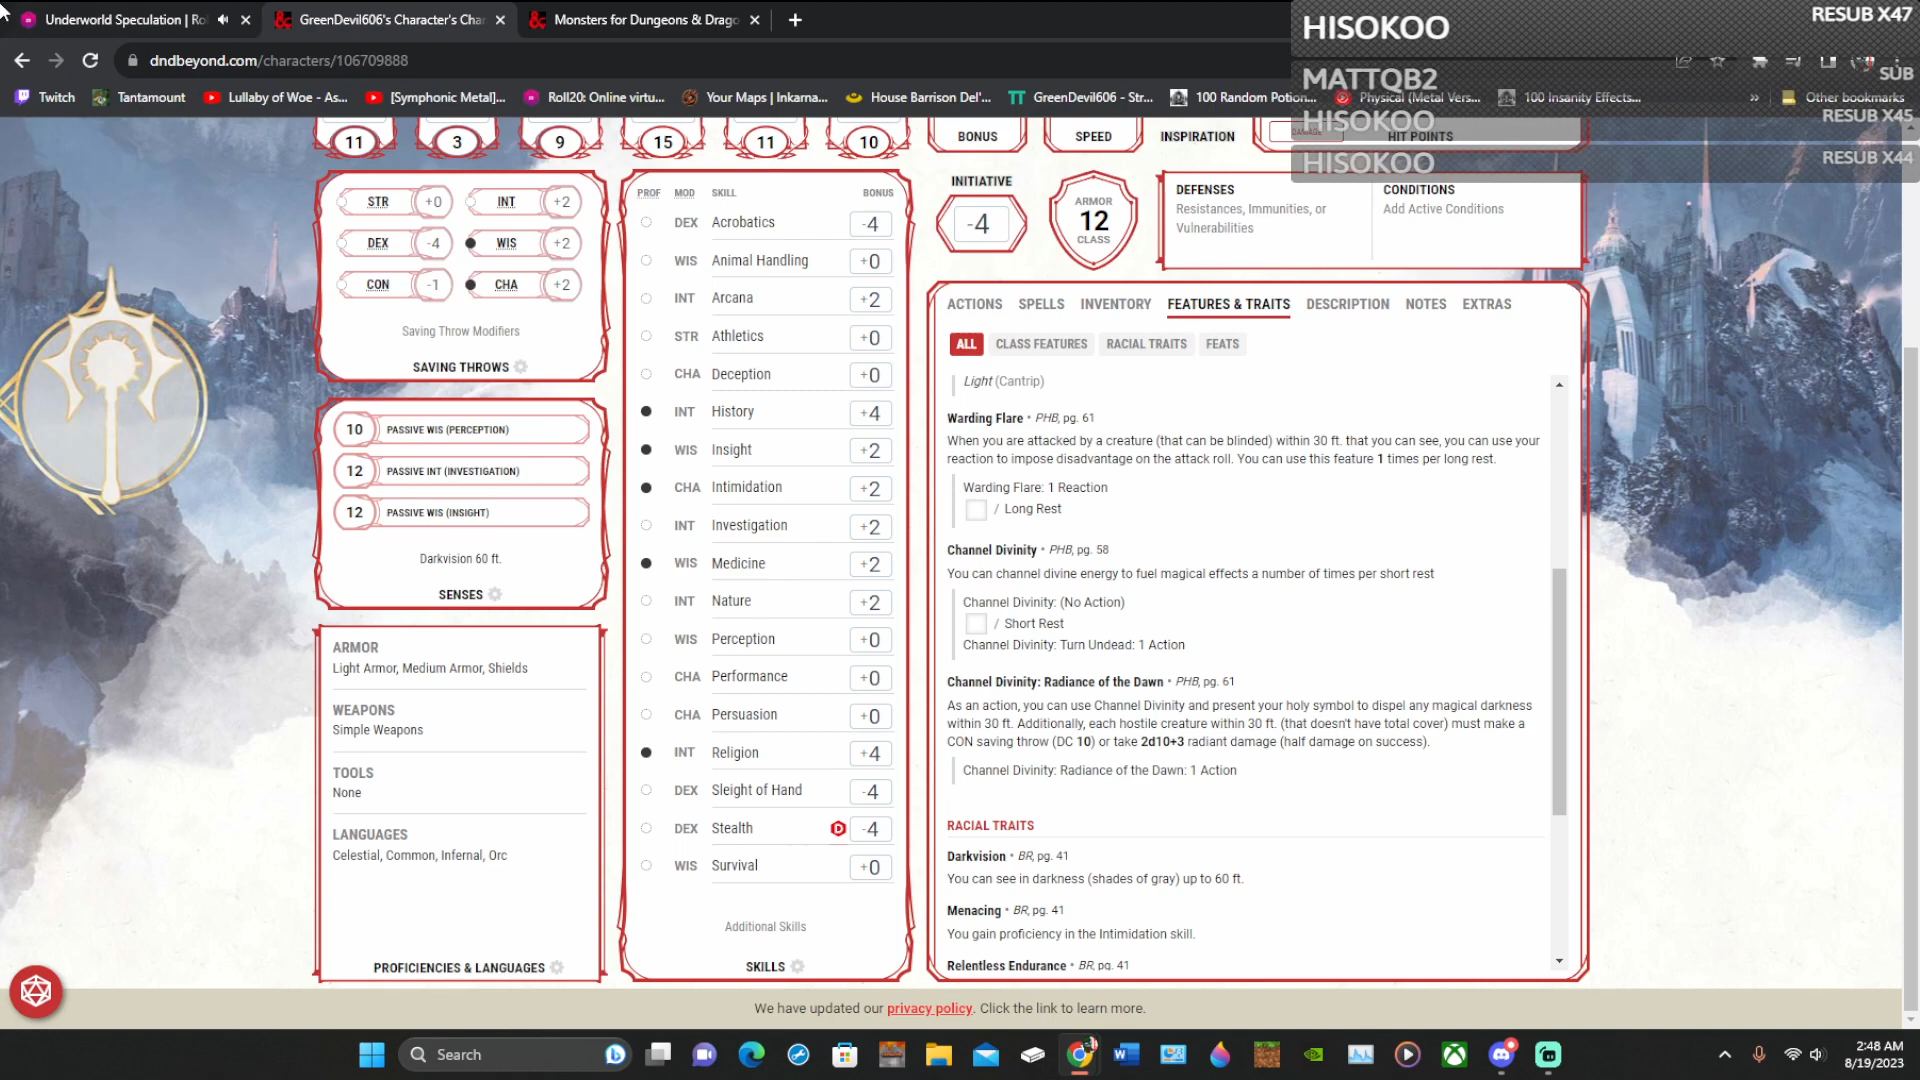 Underworld Speculation | Ro
GreenDevil606's Character's Char
Monsters for Dungeons & Drago
HISOKOO
RESUB X47
dndbeyond.com/characters/106709888
MATTQB2
SUB
Twitch
Tantamount
Lullaby of Woe - As...
[Symphonic Metal]...
Roll20: Online virtu...
Your Maps | Inkarna...
House Barrison Del'...
GreenDevil606 - Str...
100 Random Potion...
Physical (Metal Vers...
100 Insanity Effects...
»
Other bookmarks
HISOKOO
RESUB X45
11
3
9
15
11
10
BONUS
SPEED
INSPIRATION
HIT POINTS
HISOKOO
RESUB X44
STR +0
INT +2
DEX -4
WIS +2
CON -1
CHA +2
Saving Throw Modifiers
SAVING THROWS
10 PASSIVE WIS (PERCEPTION)
12 PASSIVE INT (INVESTIGATION)
12 PASSIVE WIS (INSIGHT)
Darkvision 60 ft.
SENSES
ARMOR
Light Armor, Medium Armor, Shields
WEAPONS
Simple Weapons
TOOLS
None
LANGUAGES
Celestial, Common, Infernal, Orc
PROFICIENCIES & LANGUAGES
PROF MOD SKILL BONUS
DEX Acrobatics -4
WIS Animal Handling +0
INT Arcana +2
STR Athletics +0
CHA Deception +0
INT History +4
WIS Insight +2
CHA Intimidation +2
INT Investigation +2
WIS Medicine +2
INT Nature +2
WIS Perception +0
CHA Performance +0
CHA Persuasion +0
INT Religion +4
DEX Sleight of Hand -4
DEX Stealth D -4
WIS Survival +0
Additional Skills
SKILLS
INITIATIVE
-4
ARMOR
12
CLASS
DEFENSES
Resistances, Immunities, or
Vulnerabilities
CONDITIONS
Add Active Conditions
ACTIONS SPELLS INVENTORY FEATURES & TRAITS DESCRIPTION NOTES EXTRAS
ALL CLASS FEATURES RACIAL TRAITS FEATS
Light (Cantrip)
Warding Flare • PHB, pg. 61
When you are attacked by a creature (that can be blinded) within 30 ft. that you can see, you can use your
reaction to impose disadvantage on the attack roll. You can use this feature 1 times per long rest.
Warding Flare: 1 Reaction
/ Long Rest
Channel Divinity • PHB, pg. 58
You can channel divine energy to fuel magical effects a number of times per short rest
Channel Divinity: (No Action)
/ Short Rest
Channel Divinity: Turn Undead: 1 Action
Channel Divinity: Radiance of the Dawn • PHB, pg. 61
As an action, you can use Channel Divinity and present your holy symbol to dispel any magical darkness
within 30 ft. Additionally, each hostile creature within 30 ft. (that doesn't have total cover) must make a
CON saving throw (DC 10) or take 2d10+3 radiant damage (half damage on success).
Channel Divinity: Radiance of the Dawn: 1 Action
RACIAL TRAITS
Darkvision • BR, pg. 41
You can see in darkness (shades of gray) up to 60 ft.
Menacing • BR, pg. 41
You gain proficiency in the Intimidation skill.
Relentless Endurance • BR, pg. 41
We have updated our privacy policy. Click the link to learn more.
Search
2:48 AM
8/19/2023